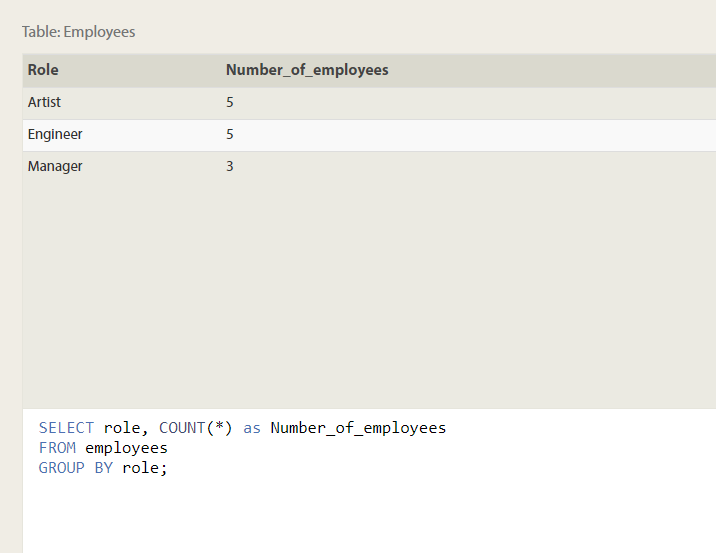 Table: Employees
Role Number_of_employees
Artist 5
Engineer 5
Manager 3
SELECT role, COUNT(*) as Number_of_employees
FROM employees
GROUP BY role;